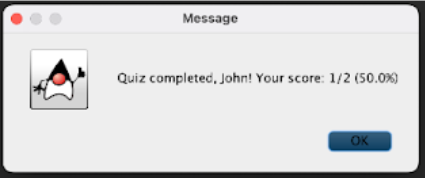 Message
Quiz completed, John! Your score: 1/2 (50.0%)
OK